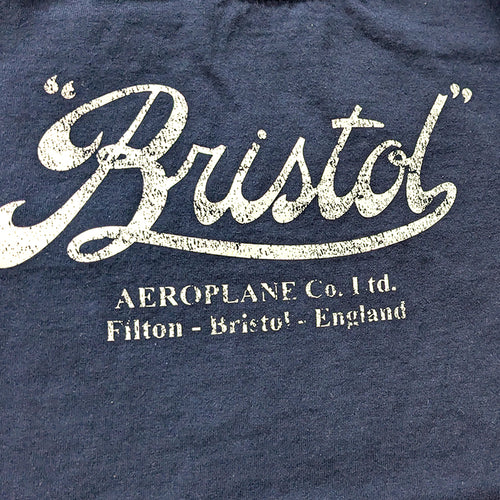 “Bristol”
AEROPLANE Co. Ltd.
Filton - Bristol - England